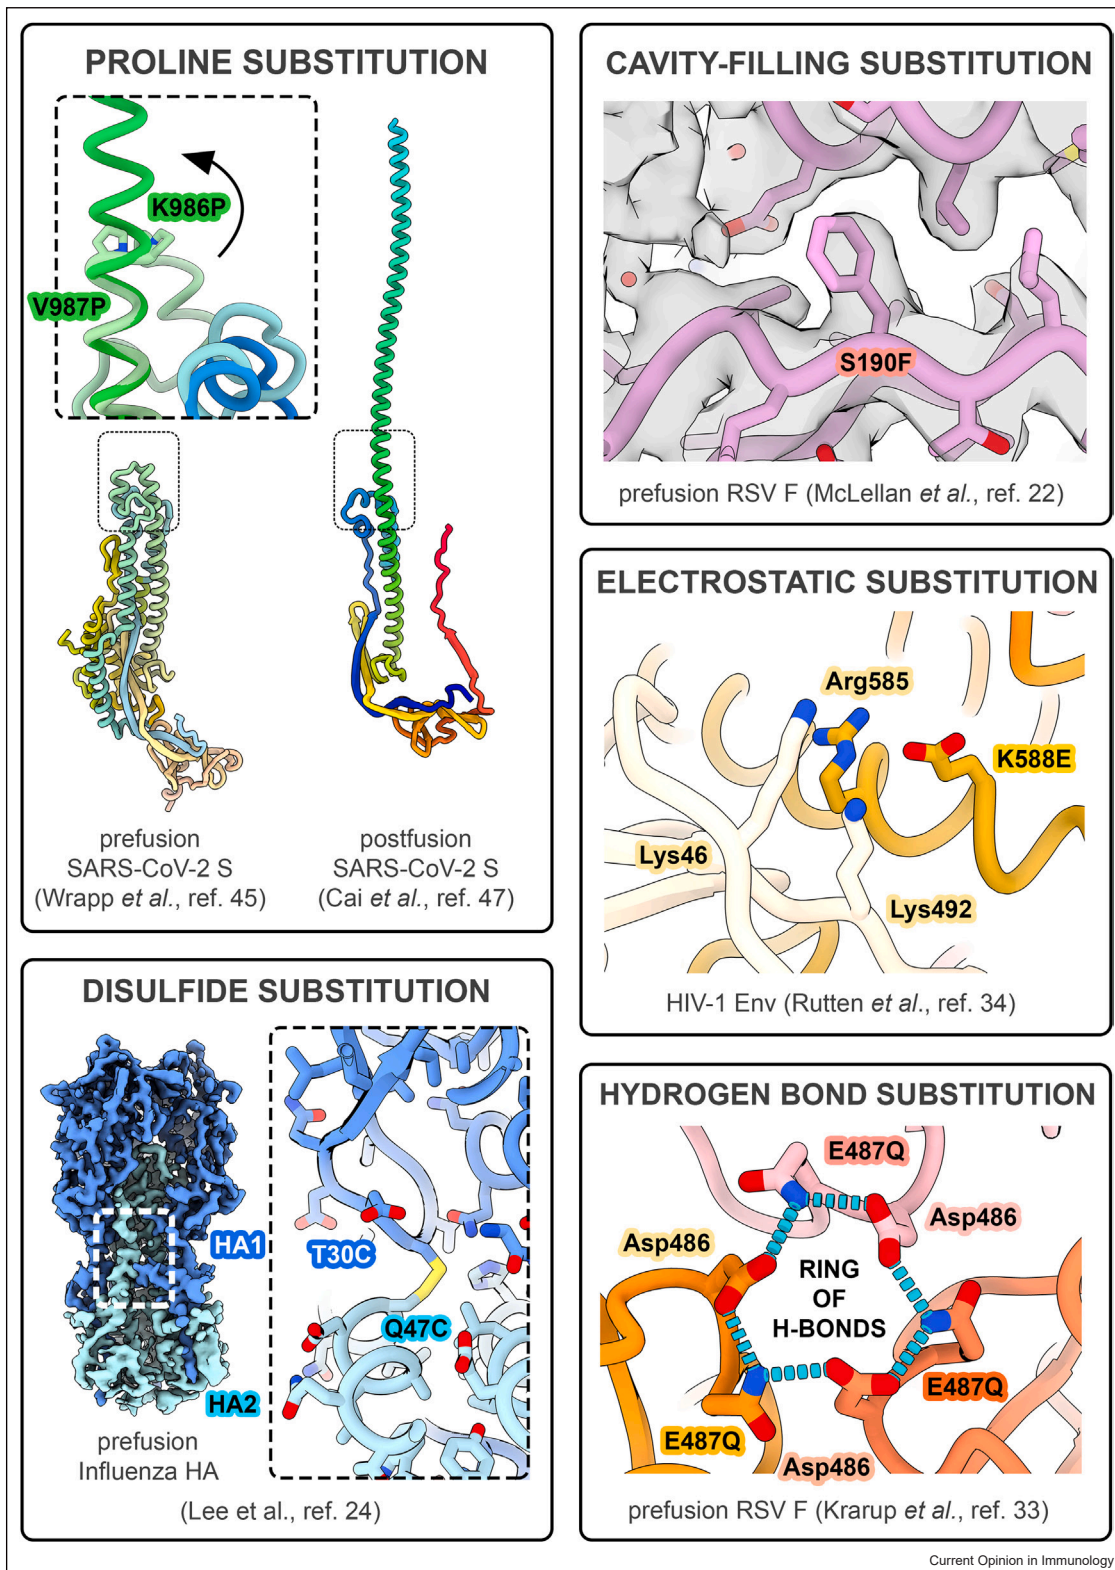 PROLINE SUBSTITUTION
K986P
V987P
prefusion
SARS-CoV-2 S
(Wrapp et al., ref. 45)
postfusion
SARS-CoV-2 S
(Cai et al., ref. 47)
DISULFIDE SUBSTITUTION
HA1
HA2
T30C
Q47C
prefusion
Influenza HA
(Lee et al., ref. 24)
CAVITY-FILLING SUBSTITUTION
S190F
prefusion RSV F (McLellan et al., ref. 22)
ELECTROSTATIC SUBSTITUTION
Arg585
K588E
Lys46
Lys492
HIV-1 Env (Rutten et al., ref. 34)
HYDROGEN BOND SUBSTITUTION
E487Q
Asp486
Asp486
RING
OF
H-BONDS
E487Q
E487Q
Asp486
prefusion RSV F (Krarup et al., ref. 33)
Current Opinion in Immunology